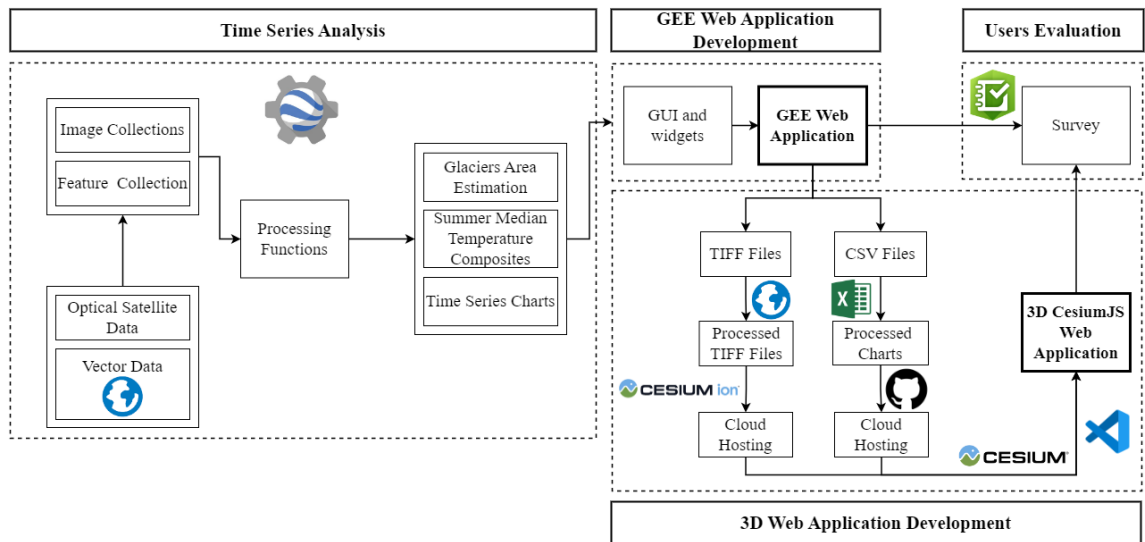 Time Series Analysis
GEE Web Application
Development
Users Evaluation
Image Collections
Feature Collection
Processing
Functions
Glaciers Area
Estimation
Summer Median
Temperature
Composites
Time Series Charts
Optical Satellite
Data
Vector Data
GUI and
widgets
GEE Web
Application
Survey
TIFF Files
CSV Files
X
Processed
TIFF Files
Processed
Charts
CESIUM ion
Cloud
Hosting
Cloud
Hosting
CESIUM
3D CesiumJS
Web
Application
3D Web Application Development